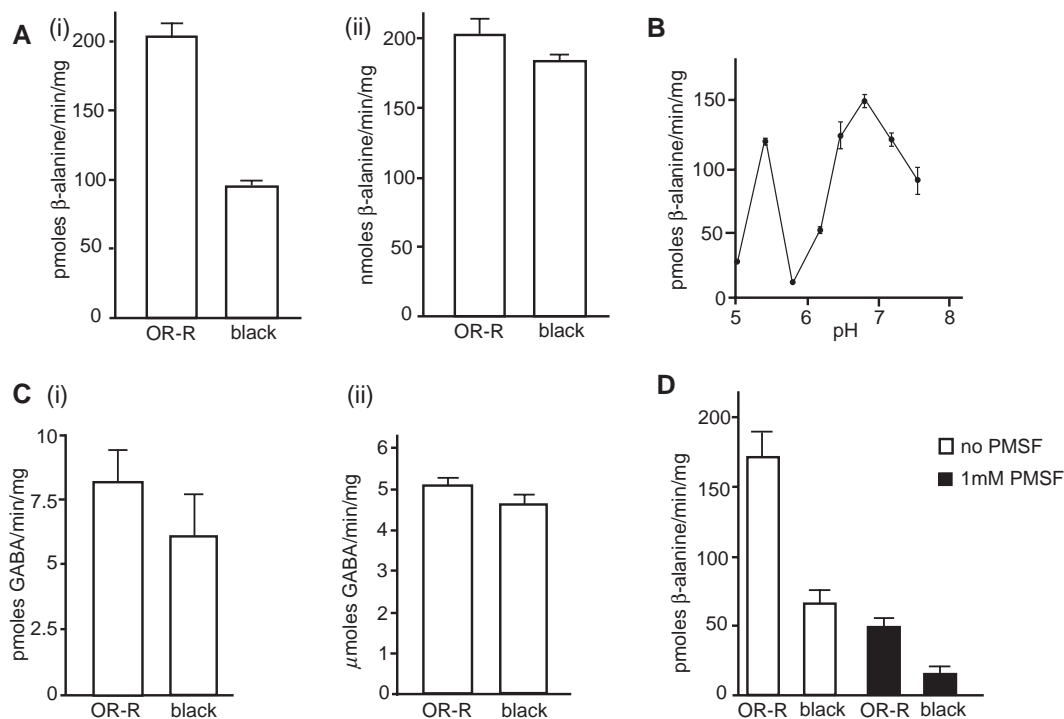 A (i)
pmoles β-alanine/min/mg
200
150
100
50
0
OR-R black
(ii)
nmoles β-alanine/min/mg
200
150
100
50
0
OR-R black
B
pmoles β-alanine/min/mg
150
100
50
0
5 6 7 8
pH
C (i)
pmoles GABA/min/mg
10
7.5
5
2.5
0
OR-R black
(ii)
μmoles GABA/min/mg
6
5
4
3
2
1
0
OR-R black
D
pmoles β-alanine/min/mg
200
150
100
50
0
no PMSF
1mM PMSF
OR-R black OR-R black